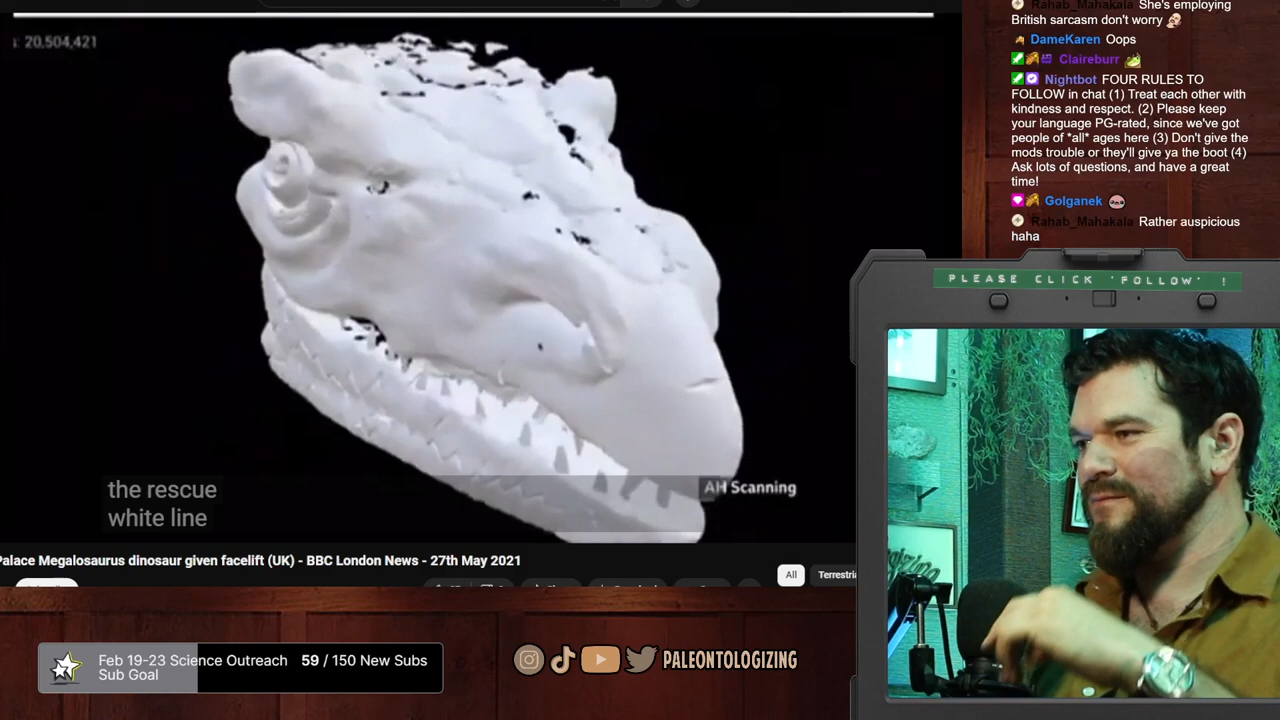 : 20,504,421
the rescue
white line
AH Scanning
Palace Megalosaurus dinosaur given facelift (UK) - BBC London News - 27th May 2021
All
Terrestria
Feb 19-23 Science Outreach
Sub Goal
59 / 150 New Subs
PALEONTOLOGIZING
Rahab_Mahakala She's employing
British sarcasm don't worry
DameKaren Oops
Claireburr
Nightbot FOUR RULES TO
FOLLOW in chat (1) Treat each other with
kindness and respect. (2) Please keep
your language PG-rated, since we've got
people of *all* ages here (3) Don't give the
mods trouble or they'll give ya the boot (4)
Ask lots of questions, and have a great
time!
Golganek
Rahab_Mahakala Rather auspicious
haha
PLEASE CLICK 'FOLLOW' !